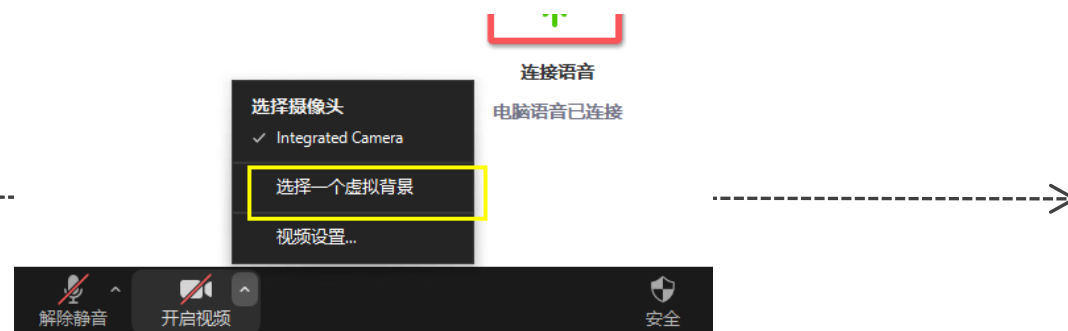 连接语音
电脑语音已连接
选择摄像头
Integrated Camera
选择一个虚拟背景
视频设置...
解除静音
开启视频
安全